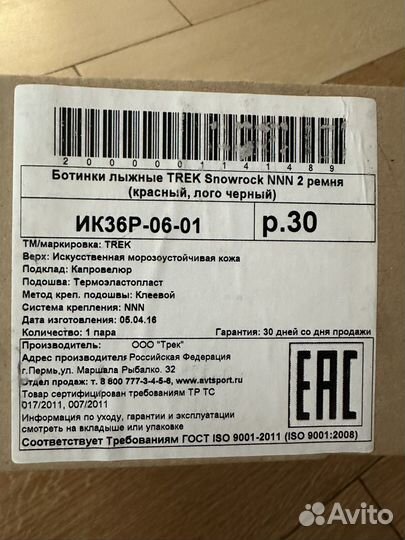 2000001141489
Ботинки лыжные TREK Snowrock NNN 2 ремня
(красный, лого черный)
ИК36Р-06-01
р.30
ТМ/маркировка: TREK
Верх: Искусственная морозоустойчивая кожа
Подклад: Капровелюр
Подошва: Термоэластопласт
Метод креп. подошвы: Клеевой
Система крепления: NNN
Дата изготовления: 05.04.16
Количество: 1 пара
Гарантия: 30 дней со дня продажи
Производитель: ООО "Трек"
Адрес производителя Российская Федерация
г.Пермь,ул. Маршала Рыбалко. 32
Отдел продаж: т. 8 800 777-3-4-5-6, www.avtsport.ru
Товар сертифицирован требованиям ТР ТС
017/2011, 007/2011
Информация по уходу, гарантии и эксплуатации
смотреть на вкладыше или упаковке
Соответствует Требованиям ГОСТ ISO 9001-2011 (ISO 9001:2008)
EAC
Avito